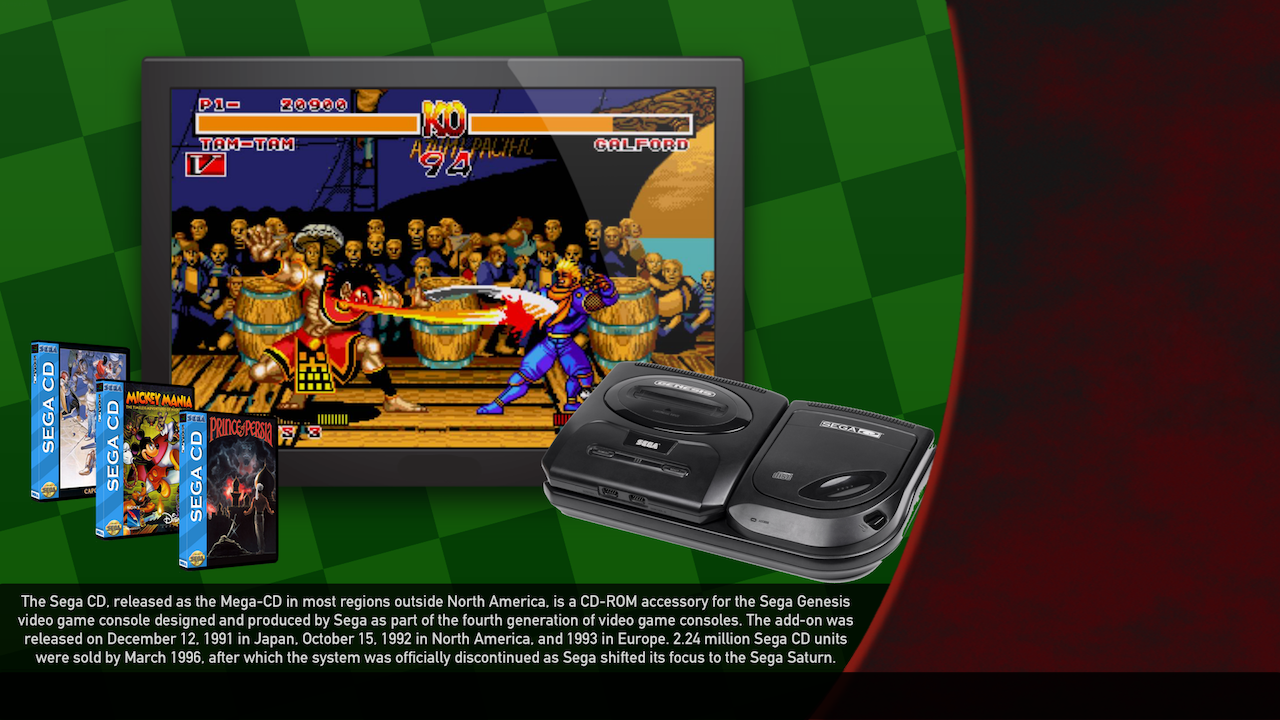 P1- 20900
KO
TAM-TAM
GALFORD
94
PACIFIC
SEGA CD
SEGA CD
MICKEY MANIA
SEGA CD
PRINCE OF PERSIA
S 3
GENESIS
SEGA
SEGA CD
The Sega CD, released as the Mega-CD in most regions outside North America, is a CD-ROM accessory for the Sega Genesis
video game console designed and produced by Sega as part of the fourth generation of video game consoles. The add-on was
released on December 12, 1991 in Japan, October 15, 1992 in North America, and 1993 in Europe. 2.24 million Sega CD units
were sold by March 1996, after which the system was officially discontinued as Sega shifted its focus to the Sega Saturn.